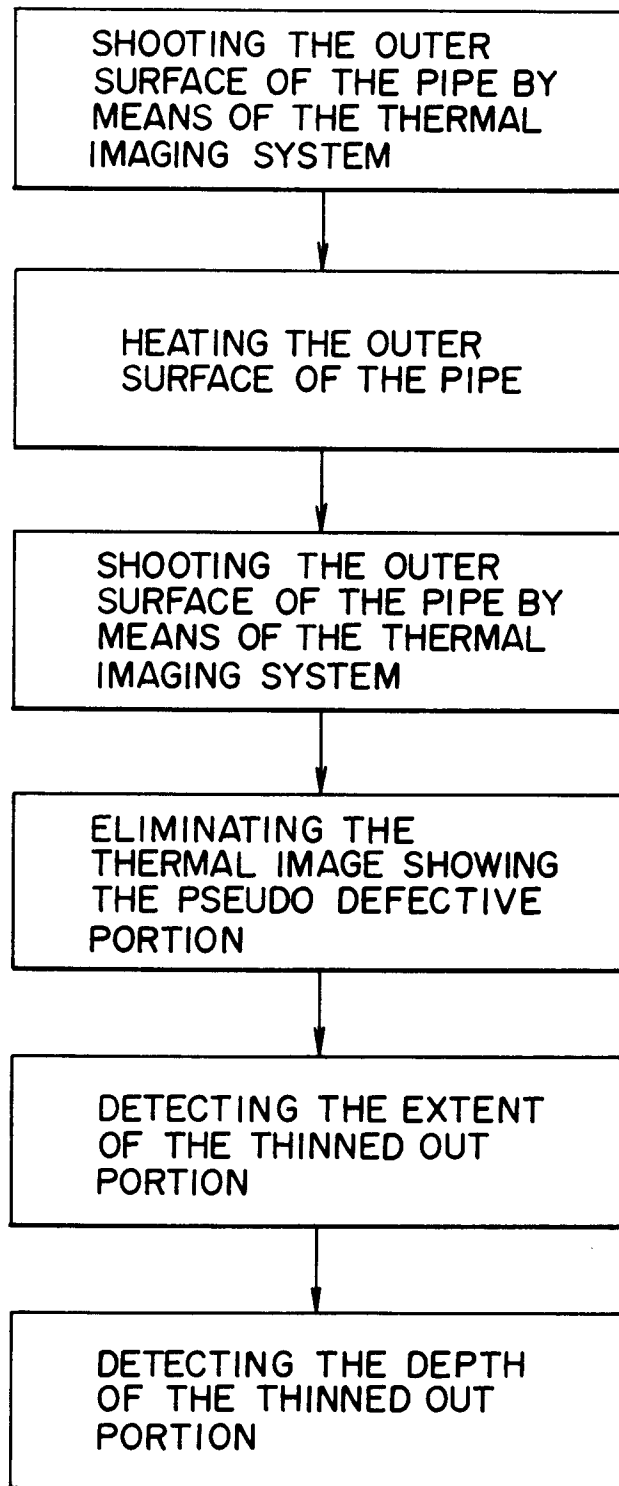 SHOOTING THE OUTER
SURFACE OF THE PIPE BY
MEANS OF THE THERMAL
IMAGING SYSTEM
HEATING THE OUTER
SURFACE OF THE PIPE
SHOOTING THE OUTER
SURFACE OF THE PIPE BY
MEANS OF THE THERMAL
IMAGING SYSTEM
ELIMINATING THE
THERMAL IMAGE SHOWING
THE PSEUDO DEFECTIVE
PORTION
DETECTING THE EXTENT
OF THE THINNED OUT
PORTION
DETECTING THE DEPTH
OF THE THINNED OUT
PORTION